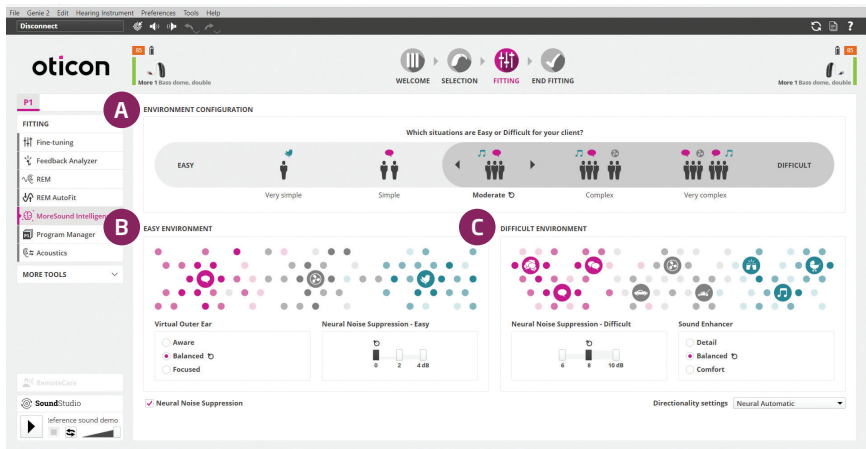 File Genie 2 Edit Hearing Instrument Preferences Tools Help
Disconnect
?
oticon
85
More 1 Bass dome, double
WELCOME SELECTION FITTING END FITTING
85
More 1 Bass dome, double
P1
FITTING
Fine-tuning
Feedback Analyzer
REM
REM AutoFit
MoreSound Intelligen
Program Manager
Acoustics
MORE TOOLS
RemoteCare
SoundStudio
eference sound demo
A
ENVIRONMENT CONFIGURATION
Which situations are Easy or Difficult for your client?
EASY
DIFFICULT
Very simple Simple Moderate Complex Very complex
B
EASY ENVIRONMENT
Virtual Outer Ear
Aware
Balanced
Focused
Neural Noise Suppression - Easy
0 2 4 dB
C
DIFFICULT ENVIRONMENT
Neural Noise Suppression - Difficult
6 8 10 dB
Sound Enhancer
Detail
Balanced
Comfort
Neural Noise Suppression
Directionality settings Neural Automatic